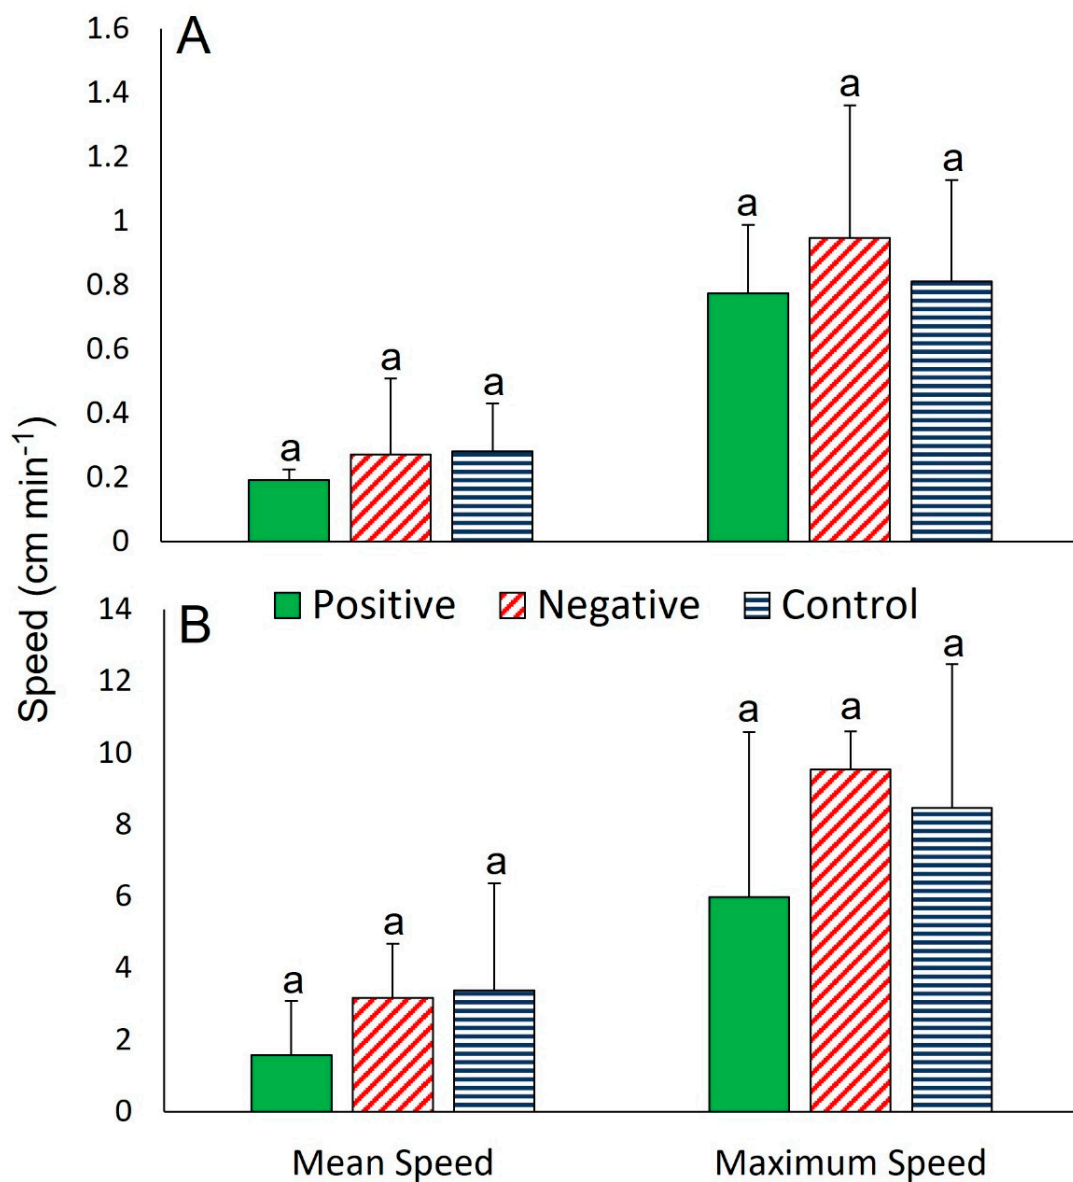 A
1.6
1.4
1.2
1
0.8
0.6
0.4
0.2
0
a a a a a a
Speed (cm min-1)
Positive Negative Control
B
14
12
10
8
6
4
2
0
a a a a a a
Mean Speed Maximum Speed